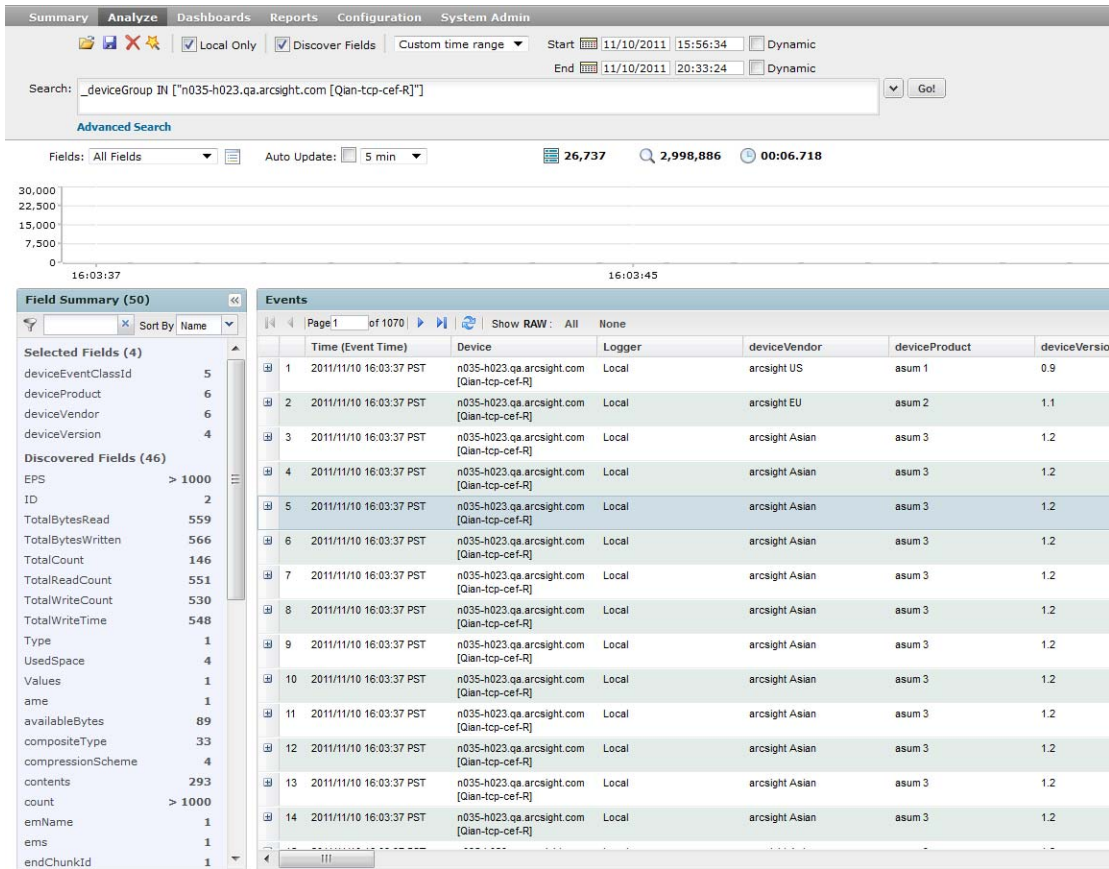 Summary Analyze Dashboards Reports Configuration System Admin
Local Only Discover Fields Custom time range Start 11/10/2011 15:56:34 Dynamic
End 11/10/2011 20:33:24 Dynamic
Search: _deviceGroup IN ["n035-h023.qa.arcsight.com [Qian-tcp-cef-R]"] Go!
Advanced Search
Fields: All Fields Auto Update: 5 min 26,737 2,998,886 00:06.718
30,000
22,500
15,000
7,500
0
16:03:37 16:03:45
Field Summary (50)
Sort By Name
Selected Fields (4)
deviceEventClassId 5
deviceProduct 6
deviceVendor 6
deviceVersion 4
Discovered Fields (46)
EPS > 1000
ID 2
TotalBytesRead 559
TotalBytesWritten 566
TotalCount 146
TotalReadCount 551
TotalWriteCount 530
TotalWriteTime 548
Type 1
UsedSpace 4
Values 1
ame 1
availableBytes 89
compositeType 33
compressionScheme 4
contents 293
count > 1000
emName 1
ems 1
endChunkId 1
Events
Page 1 of 1070 Show RAW: All None
Time (Event Time) Device Logger deviceVendor deviceProduct deviceVersio
1 2011/11/10 16:03:37 PST n035-h023.qa.arcsight.com Local arcsight US asum 1 0.9
[Qian-tcp-cef-R]
2 2011/11/10 16:03:37 PST n035-h023.qa.arcsight.com Local arcsight EU asum 2 1.1
[Qian-tcp-cef-R]
3 2011/11/10 16:03:37 PST n035-h023.qa.arcsight.com Local arcsight Asian asum 3 1.2
[Qian-tcp-cef-R]
4 2011/11/10 16:03:37 PST n035-h023.qa.arcsight.com Local arcsight Asian asum 3 1.2
[Qian-tcp-cef-R]
5 2011/11/10 16:03:37 PST n035-h023.qa.arcsight.com Local arcsight Asian asum 3 1.2
[Qian-tcp-cef-R]
6 2011/11/10 16:03:37 PST n035-h023.qa.arcsight.com Local arcsight Asian asum 3 1.2
[Qian-tcp-cef-R]
7 2011/11/10 16:03:37 PST n035-h023.qa.arcsight.com Local arcsight Asian asum 3 1.2
[Qian-tcp-cef-R]
8 2011/11/10 16:03:37 PST n035-h023.qa.arcsight.com Local arcsight Asian asum 3 1.2
[Qian-tcp-cef-R]
9 2011/11/10 16:03:37 PST n035-h023.qa.arcsight.com Local arcsight Asian asum 3 1.2
[Qian-tcp-cef-R]
10 2011/11/10 16:03:37 PST n035-h023.qa.arcsight.com Local arcsight Asian asum 3 1.2
[Qian-tcp-cef-R]
11 2011/11/10 16:03:37 PST n035-h023.qa.arcsight.com Local arcsight Asian asum 3 1.2
[Qian-tcp-cef-R]
12 2011/11/10 16:03:37 PST n035-h023.qa.arcsight.com Local arcsight Asian asum 3 1.2
[Qian-tcp-cef-R]
13 2011/11/10 16:03:37 PST n035-h023.qa.arcsight.com Local arcsight Asian asum 3 1.2
[Qian-tcp-cef-R]
14 2011/11/10 16:03:37 PST n035-h023.qa.arcsight.com Local arcsight Asian asum 3 1.2
[Qian-tcp-cef-R]